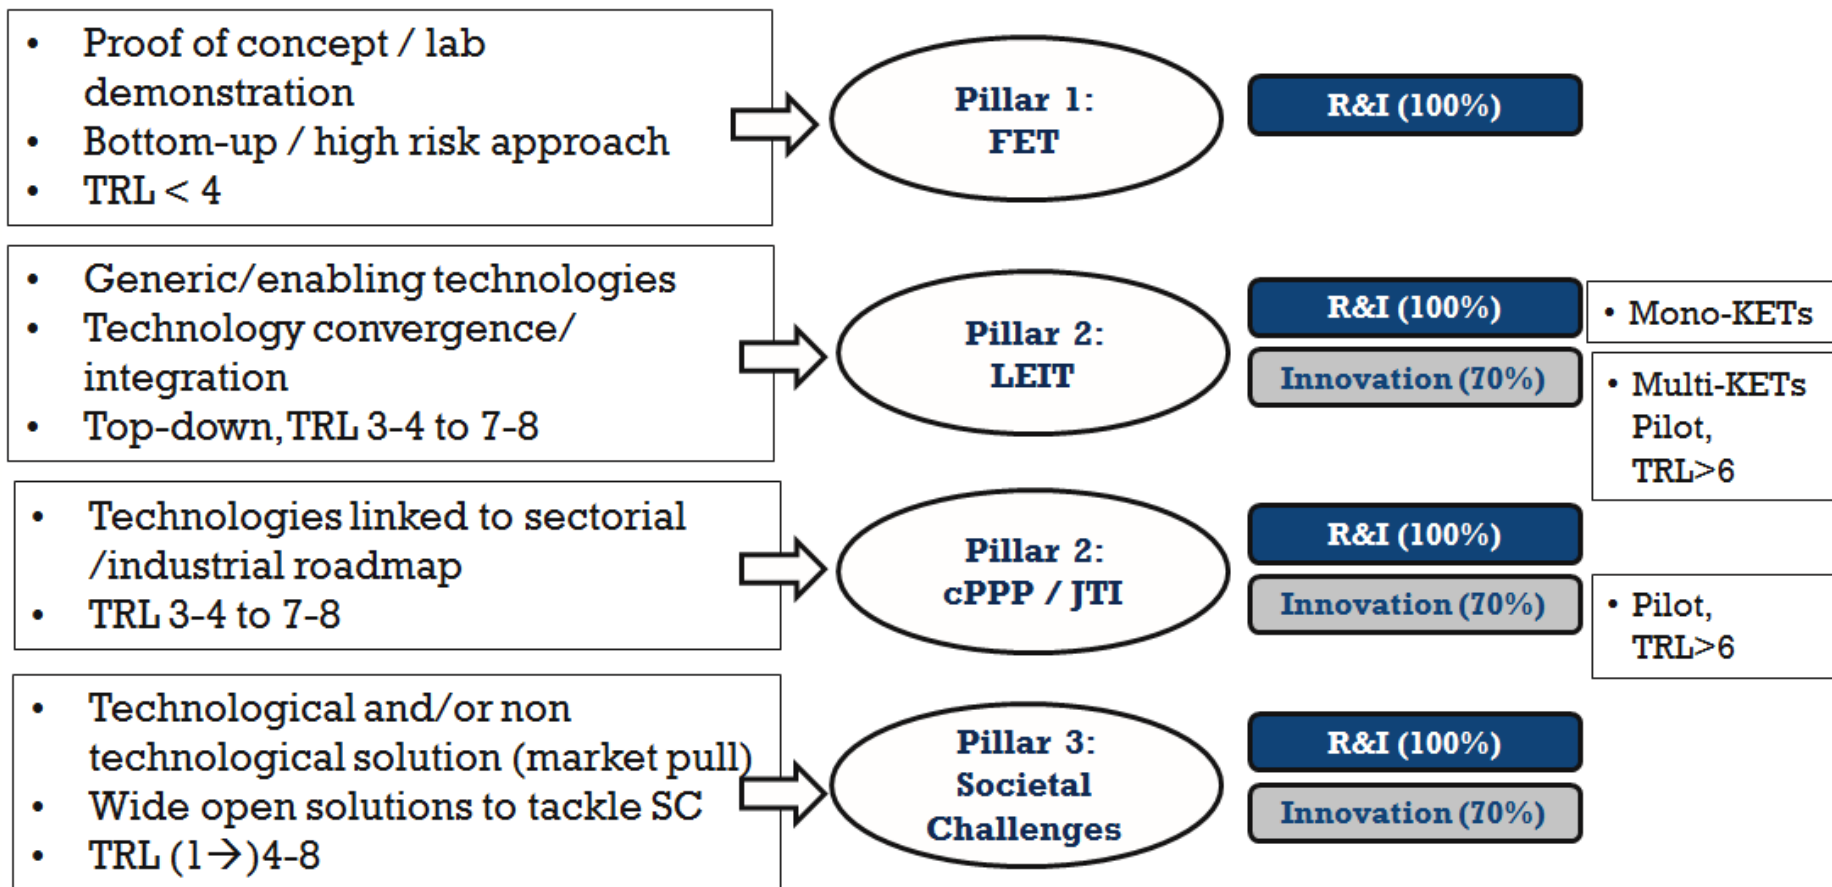 • Proof of concept / lab
demonstration
• Bottom-up / high risk approach
• TRL < 4
Pillar 1:
FET
R&I (100%)
• Generic/enabling technologies
• Technology convergence/
integration
• Top-down, TRL 3-4 to 7-8
Pillar 2:
LEIT
R&I (100%)
• Mono-KETs
Innovation (70%)
• Multi-KETs
Pilot,
TRL>6
• Technologies linked to sectorial
/industrial roadmap
• TRL 3-4 to 7-8
Pillar 2:
cPPP / JTI
R&I (100%)
Innovation (70%)
• Pilot,
TRL>6
• Technological and/or non
technological solution (market pull)
• Wide open solutions to tackle SC
• TRL (1→)4-8
Pillar 3:
Societal
Challenges
R&I (100%)
Innovation (70%)